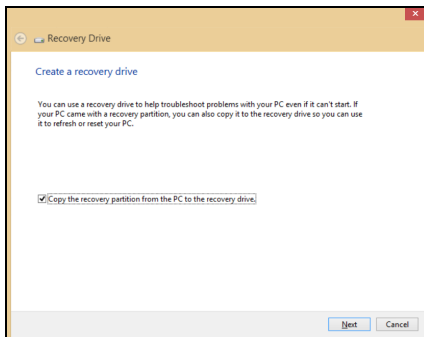 Recovery Drive
Create a recovery drive
You can use a recovery drive to help troubleshoot problems with your PC even if it can't start. If
your PC came with a recovery partition, you can also copy it to the recovery drive so you can use
it to refresh or reset your PC.
Copy the recovery partition from the PC to the recovery drive.
Next Cancel